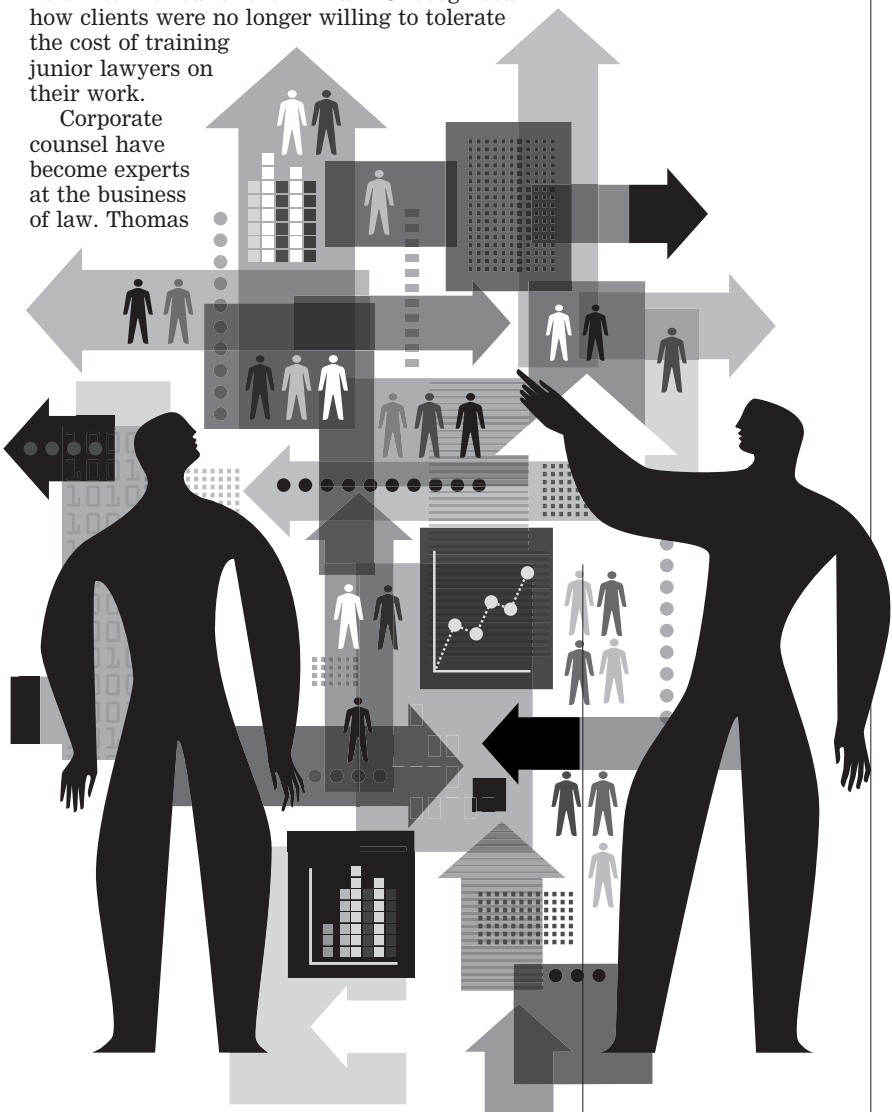 how clients were no longer willing to tolerate
the cost of training
junior lawyers on
their work.
Corporate
counsel have
become experts
at the business
of law. Thomas